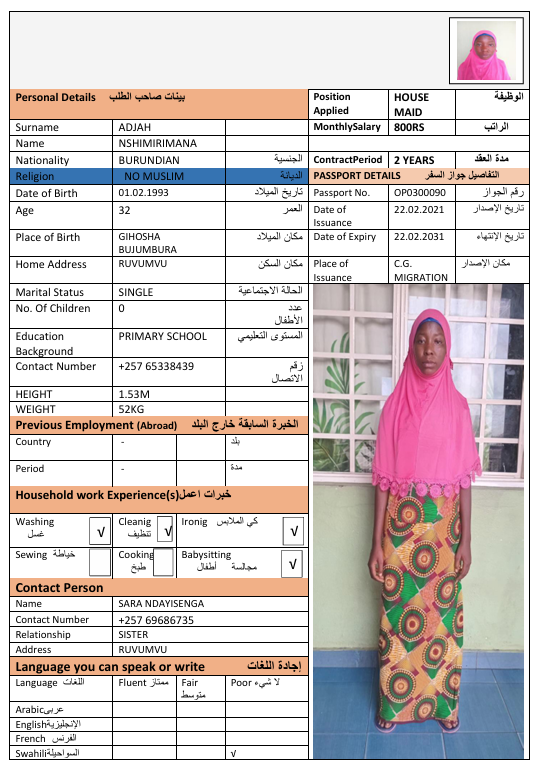 Personal Details بينات صاحب الطلب
Position Applied HOUSE MAID الوظيفة
Surname ADJAH
MonthlySalary 800RS الراتب
Name NSHIMIRIMANA
Nationality BURUNDIAN الجنسية
ContractPeriod 2 YEARS مدة العقد
Religion NO MUSLIM الديانة
PASSPORT DETAILS التفاصيل جواز السفر
Date of Birth 01.02.1993 تاريخ الميلاد
Passport No. OP0300090 رقم الجواز
Age 32 العمر
Date of Issuance 22.02.2021 تاريخ الإصدار
Place of Birth GIHOSHA BUJUMBURA مكان الميلاد
Date of Expiry 22.02.2031 تاريخ الإنتهاء
Home Address RUVUMVU مكان السكن
Place of Issuance C.G. MIGRATION مكان الإصدار
Marital Status SINGLE الحالة الاجتماعية
No. Of Children 0 عدد الأطفال
Education Background PRIMARY SCHOOL المستوى التعليمي
Contact Number +257 65338439 زقم الاتصال
HEIGHT 1.53M
WEIGHT 52KG
Previous Employment (Abroad) الخبرة السابقة خارج البلد
Country - بلد
Period - مدة
Household work Experience(s) خبرات اعمل
Washing غسل √
Cleanig تنظيف √
Ironig كي الملابس √
Sewing خياطة
Cooking طبخ
Babysitting مجالسة أطفال √
Contact Person
Name SARA NDAYISENGA
Contact Number +257 69686735
Relationship SISTER
Address RUVUMVU
Language you can speak or write إجادة اللغات
Language اللغات Fluent ممتاز Fair متوسط Poor لا شيء
Arabic عربى
English الإنجليزية
French الفرنس
Swahili السواحيلة √